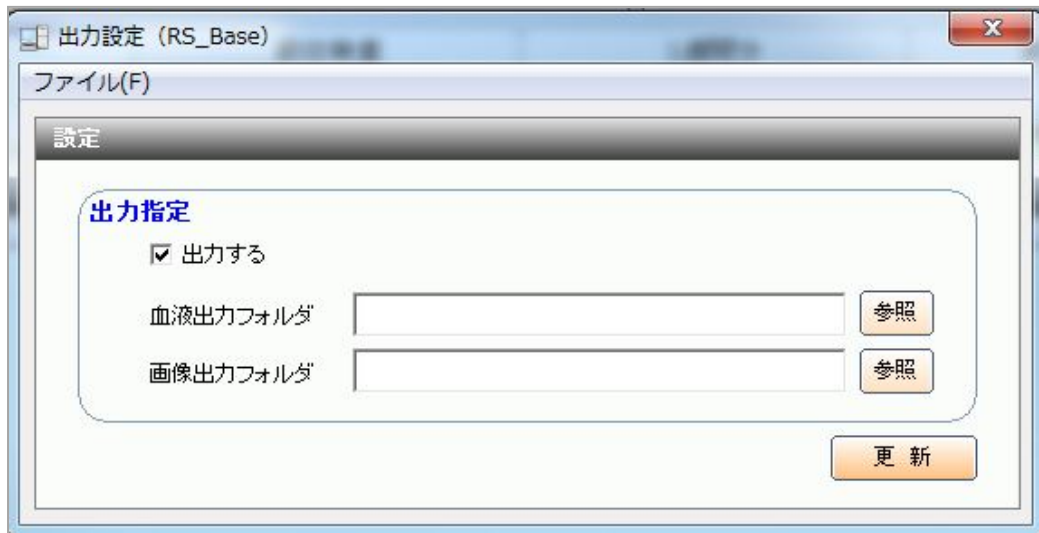 出力設定（RS_Base）
ファイル(F)
設定
出力指定
出力する
血液出力フォルダ 参照
画像出力フォルダ 参照
更 新